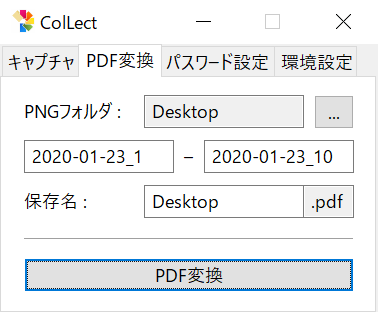 ColLect
キャプチャ PDF変換 パスワード設定 環境設定
PNGフォルダ : Desktop ...
2020-01-23_1 – 2020-01-23_10
保存名 : Desktop .pdf
PDF変換